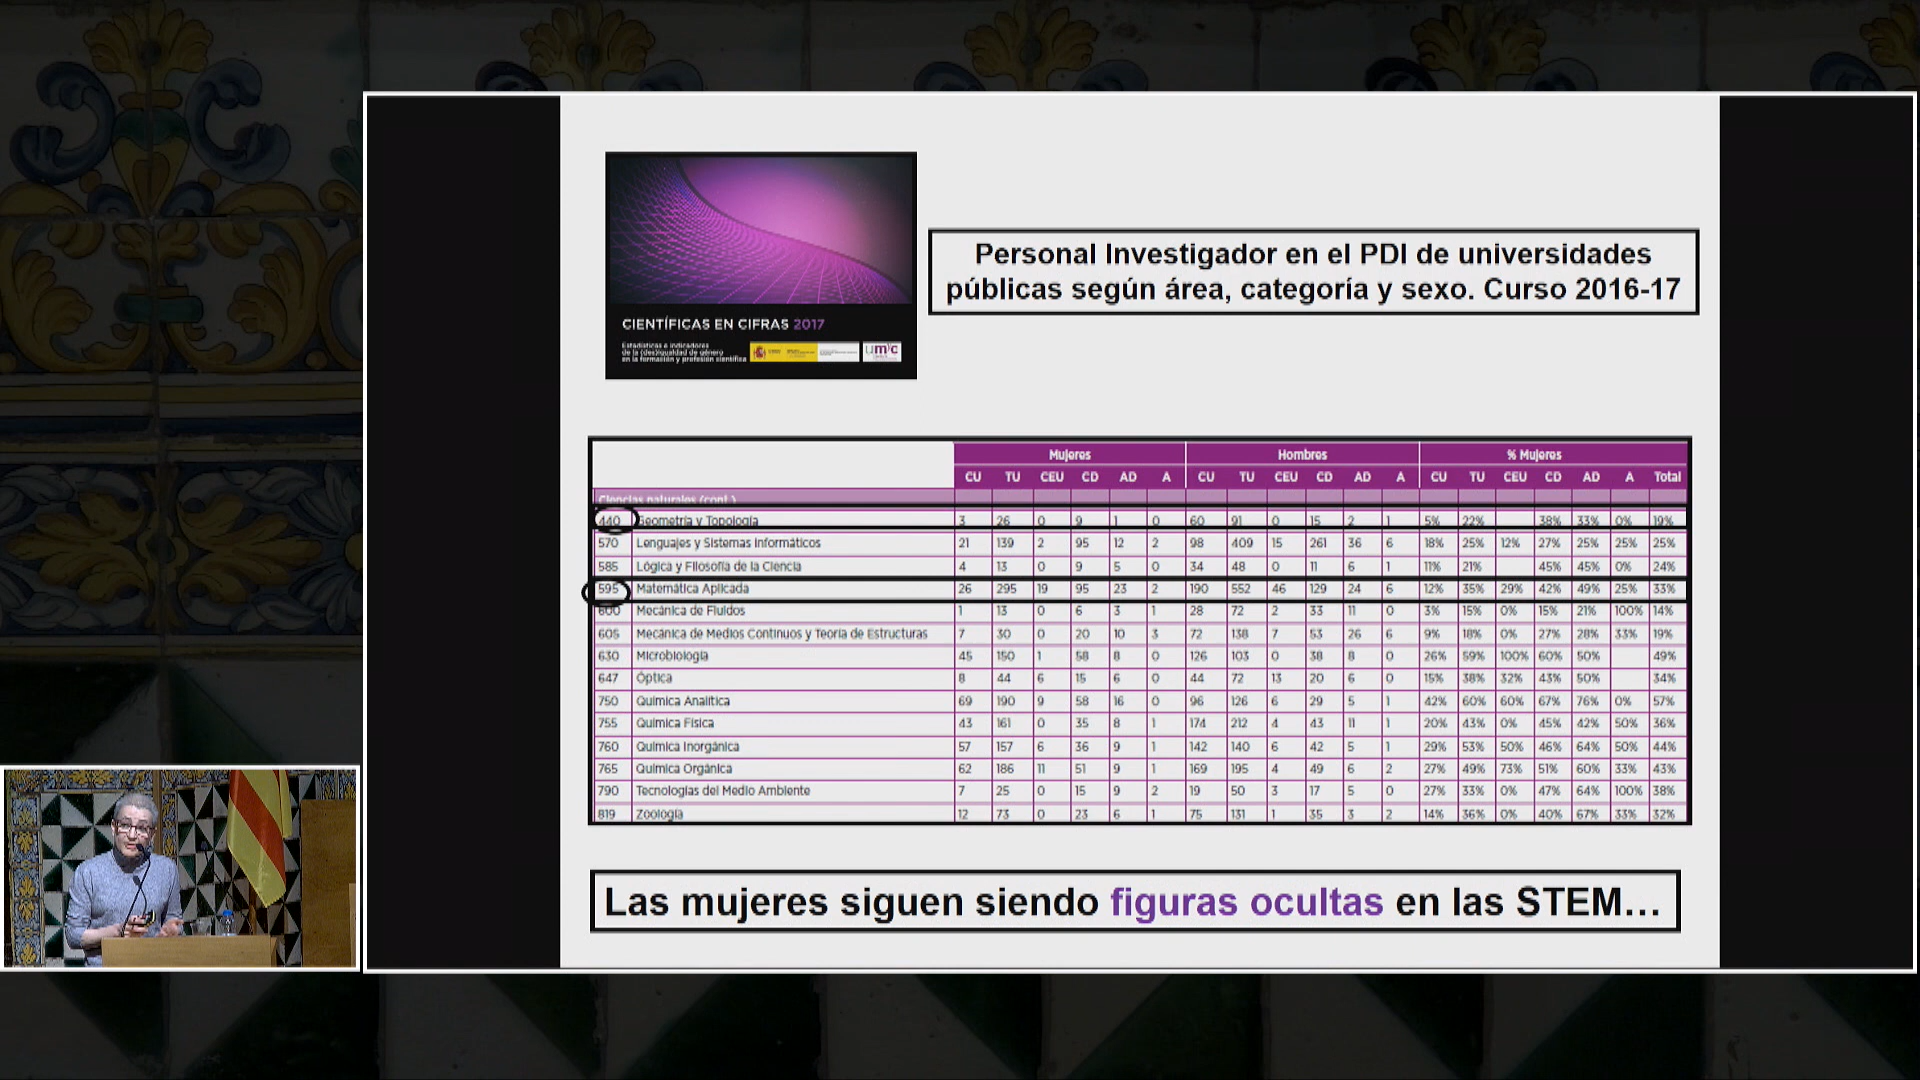 CIENTÍFICAS EN CIFRAS 2017
Estadísticas e indicadores
de la (des)igualdad de género
en la formación y profesión científica
umyc
Personal Investigador en el PDI de universidades
públicas según área, categoría y sexo. Curso 2016-17
Mujeres Hombres % Mujeres
CU TU CEU CD AD A CU TU CEU CD AD A CU TU CEU CD AD A Total
Ciencias naturales (cont.)
440 Geometría y Topología 3 26 0 9 1 0 60 91 0 15 2 1 5% 22% 38% 33% 0% 19%
570 Lenguajes y Sistemas Informáticos 21 139 2 95 12 2 98 409 15 261 36 6 18% 25% 12% 27% 25% 25% 25%
585 Lógica y Filosofía de la Ciencia 4 13 0 9 5 0 34 48 0 11 6 1 11% 21% 45% 45% 0% 24%
595 Matemática Aplicada 26 295 19 95 23 2 190 552 46 129 24 6 12% 35% 29% 42% 49% 25% 33%
600 Mecánica de Fluidos 1 13 0 6 3 1 28 72 2 33 11 0 3% 15% 0% 15% 21% 100% 14%
605 Mecánica de Medios Continuos y Teoría de Estructuras 7 30 0 20 10 3 72 138 7 53 26 6 9% 18% 0% 27% 28% 33% 19%
630 Microbiología 45 150 1 58 8 0 126 103 0 38 8 0 26% 59% 100% 60% 50% 49%
647 Óptica 8 44 6 15 6 0 44 72 13 20 6 0 15% 38% 32% 43% 50% 34%
750 Química Analítica 69 190 9 58 16 0 96 126 6 29 5 1 42% 60% 60% 67% 76% 0% 57%
755 Química Física 43 161 0 35 8 1 174 212 4 43 11 1 20% 43% 0% 45% 42% 50% 36%
760 Química Inorgánica 57 157 6 36 9 1 142 140 6 42 5 1 29% 53% 50% 46% 64% 50% 44%
765 Química Orgánica 62 186 11 51 9 1 169 195 4 49 6 2 27% 49% 73% 51% 60% 33% 43%
790 Tecnologías del Medio Ambiente 7 25 0 15 9 2 19 50 3 17 5 0 27% 33% 0% 47% 64% 100% 38%
819 Zoología 12 73 0 23 6 1 75 131 1 35 3 2 14% 36% 0% 40% 67% 33% 32%
Las mujeres siguen siendo figuras ocultas en las STEM...